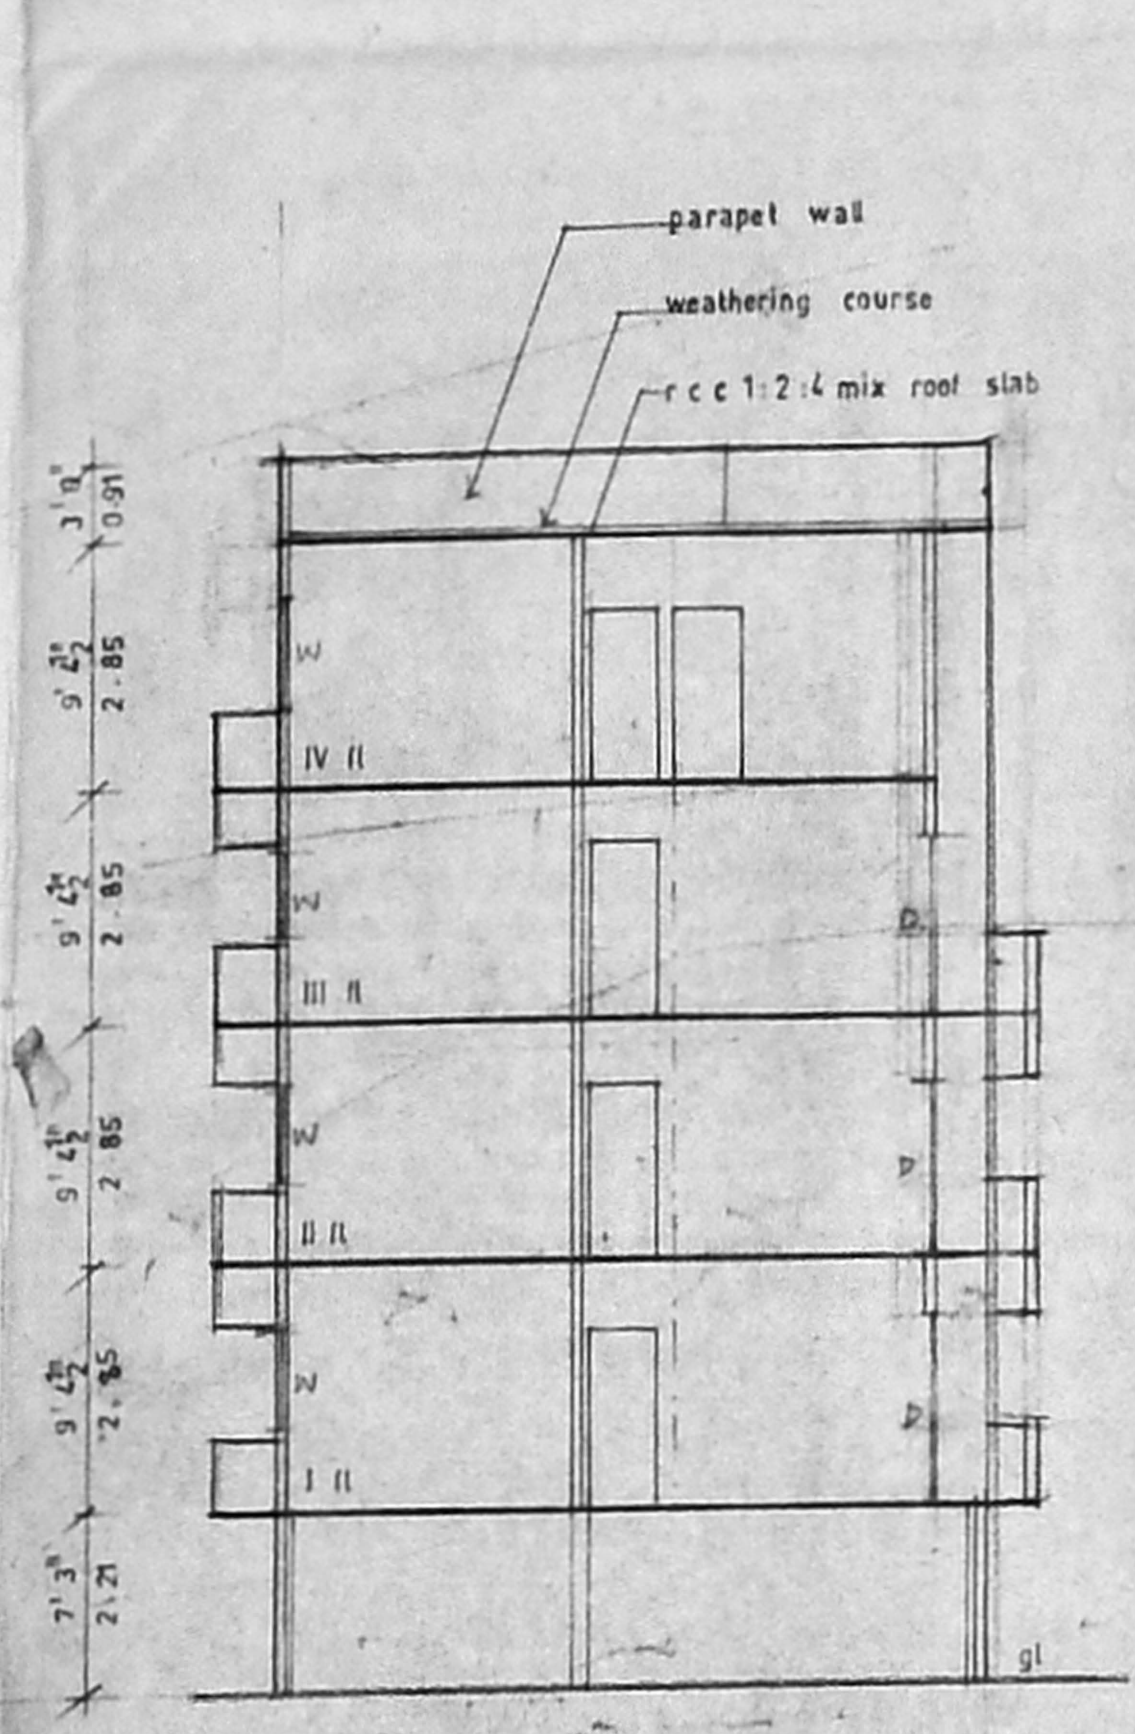 parapet wall
weathering course
r c c 1:2:4 mix roof slab
3' 0"
0.91
9' 4½"
2.85
W
IV fl
9' 4½"
2.85
W
D
III fl
9' 4½"
2.85
W
D
II fl
9' 4½"
2.85
W
D
I fl
7' 3"
2.21
gl